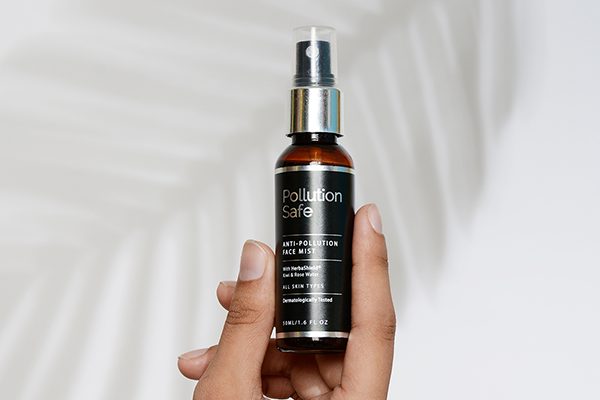 Pollution
Safe
ANTI-POLLUTION
FACE MIST
With HerbaShield®
Kiwi & Rose Water
ALL SKIN TYPES
Dermatologically Tested
50ML/1.6 FL OZ